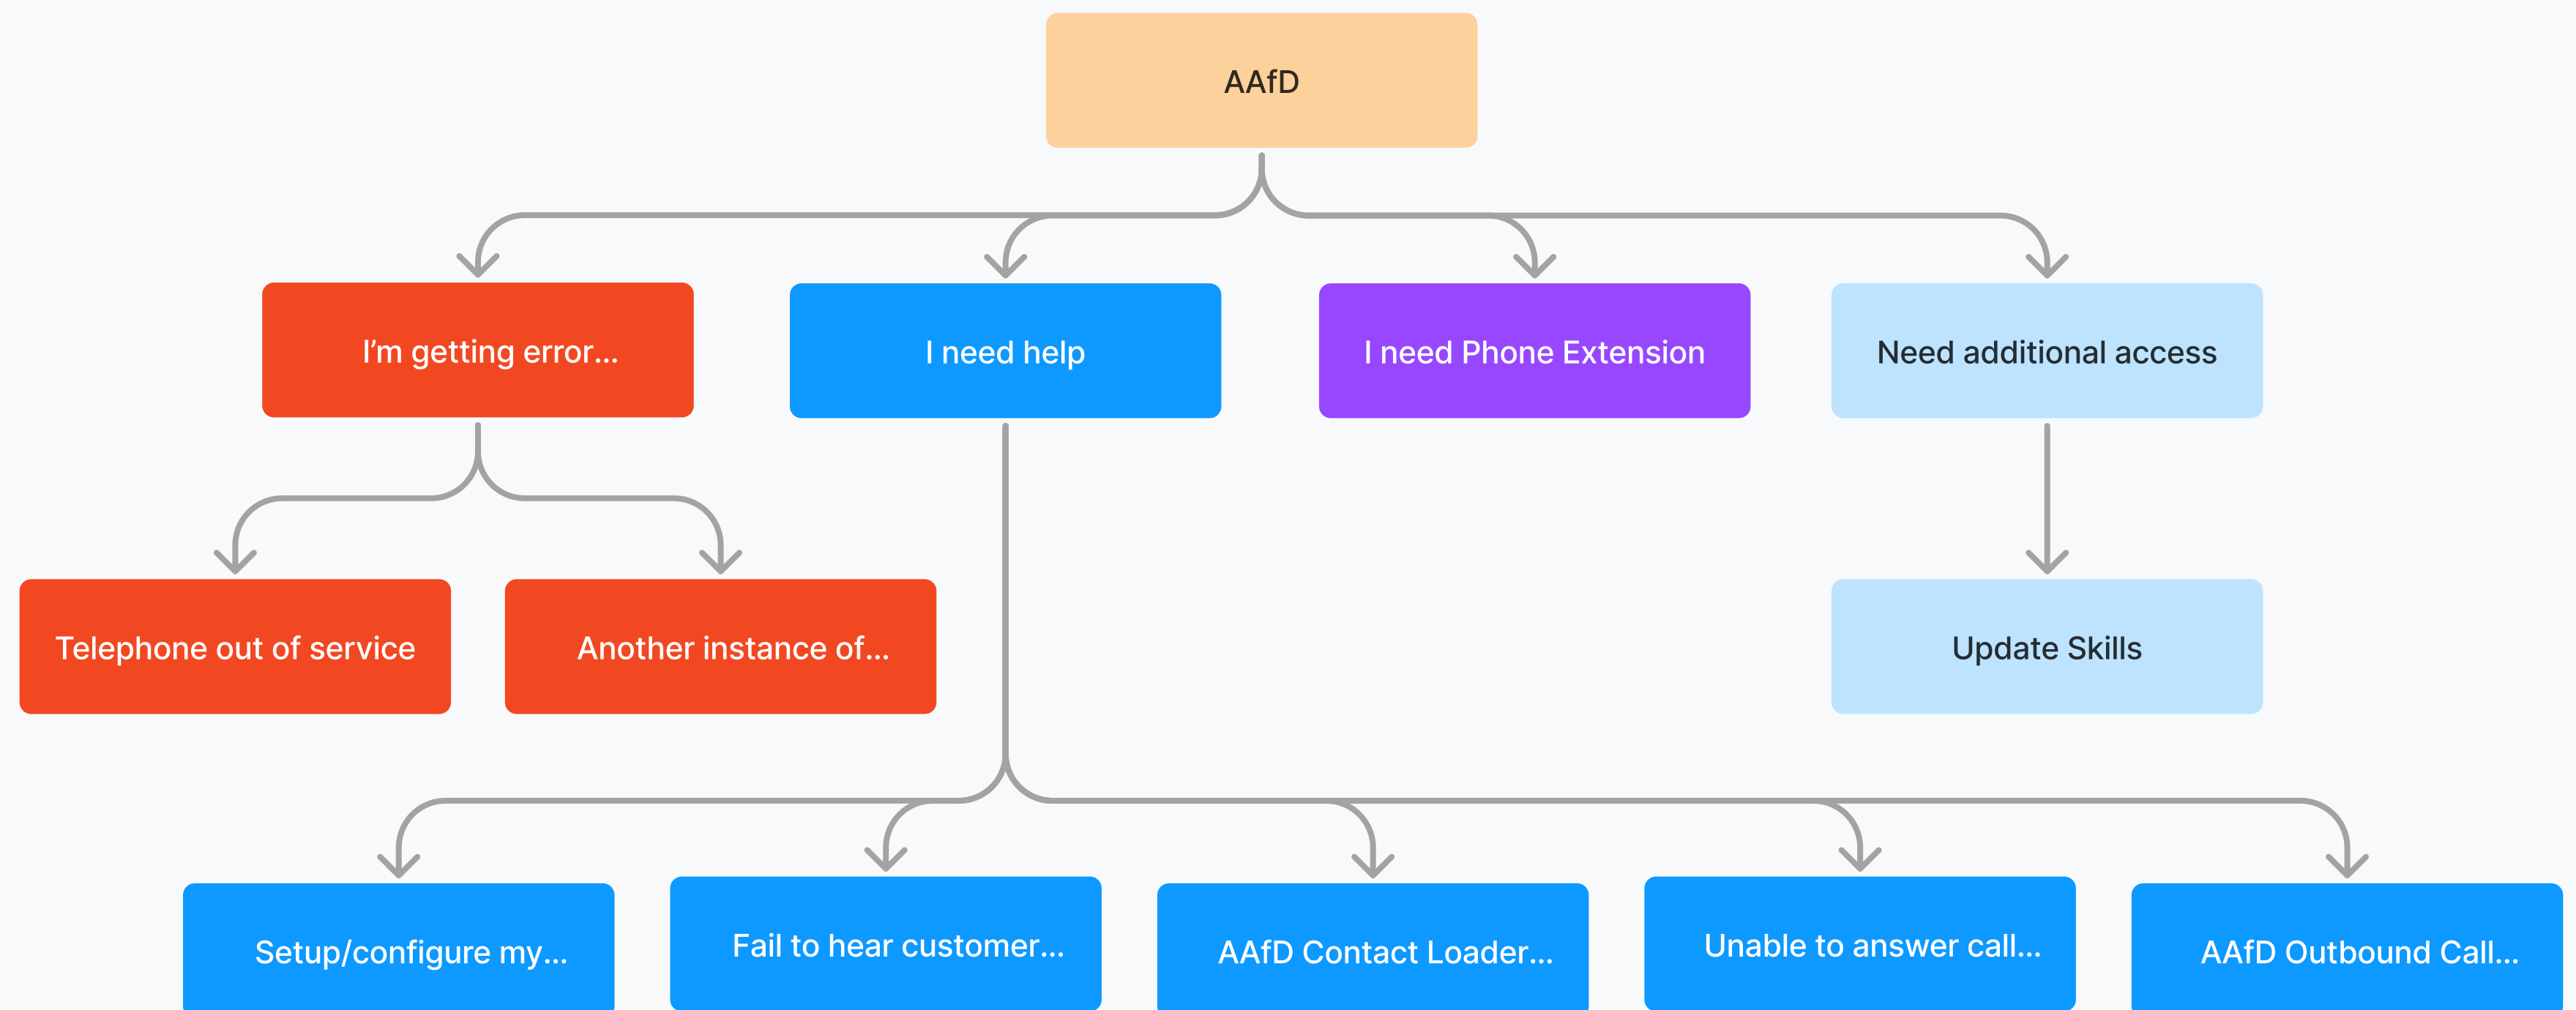 AAfD
I’m getting error...
I need help
I need Phone Extension
Need additional access
Telephone out of service
Another instance of...
Update Skills
Setup/configure my...
Fail to hear customer...
AAfD Contact Loader...
Unable to answer call...
AAfD Outbound Call...